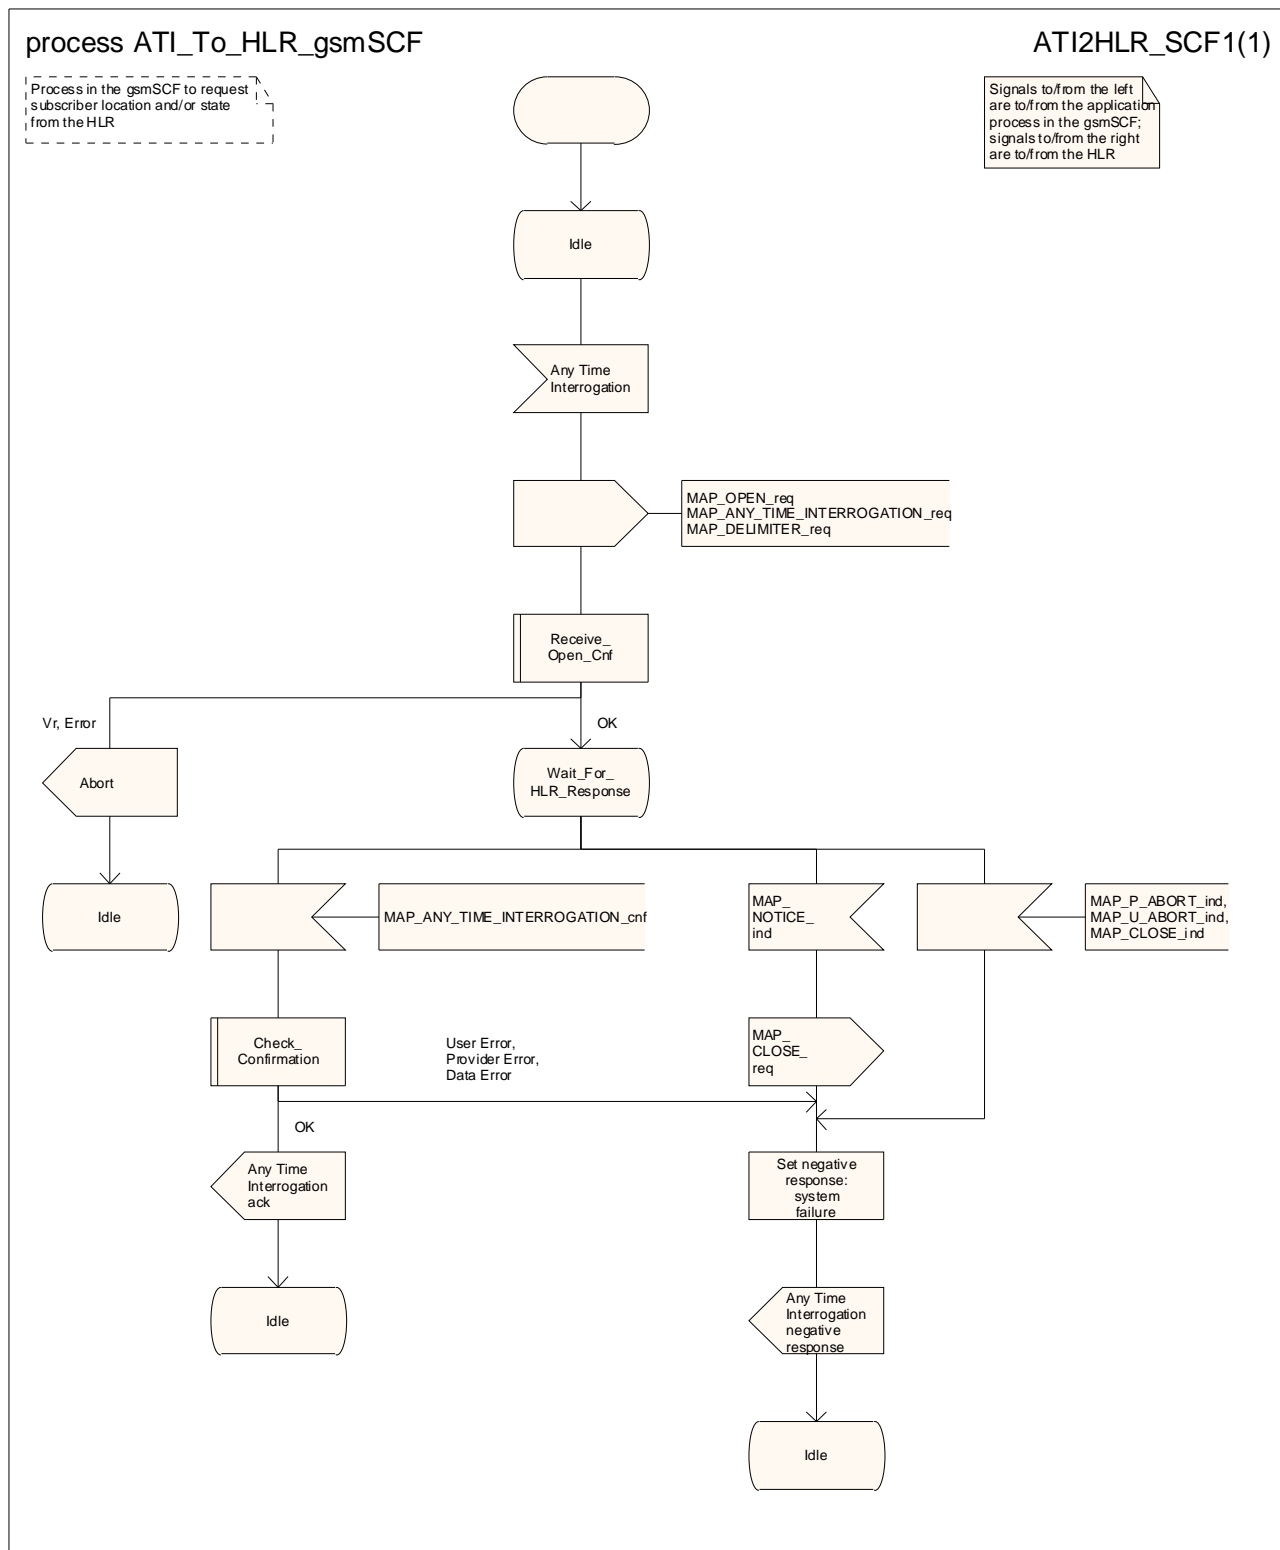 process ATI_To_HLR_gsmSCF
ATI2HLR_SCF1(1)
Process in the gsmSCF to request
subscriber location and/or state
from the HLR
Signals to/from the left
are to/from the application
process in the gsmSCF;
signals to/from the right
are to/from the HLR
Idle
Any Time
Interrogation
MAP_OPEN_req
MAP_ANY_TIME_INTERROGATION_req
MAP_DELIMITER_req
Receive_
Open_Cnf
Vr, Error
OK
Abort
Wait_For_
HLR_Response
Idle
MAP_ANY_TIME_INTERROGATION_cnf
MAP_
NOTICE_
ind
MAP_P_ABORT_ind,
MAP_U_ABORT_ind,
MAP_CLOSE_ind
Check_
Confirmation
User Error,
Provider Error,
Data Error
MAP_
CLOSE_
req
OK
Any Time
Interrogation
ack
Set negative
response:
system
failure
Idle
Any Time
Interrogation
negative
response
Idle